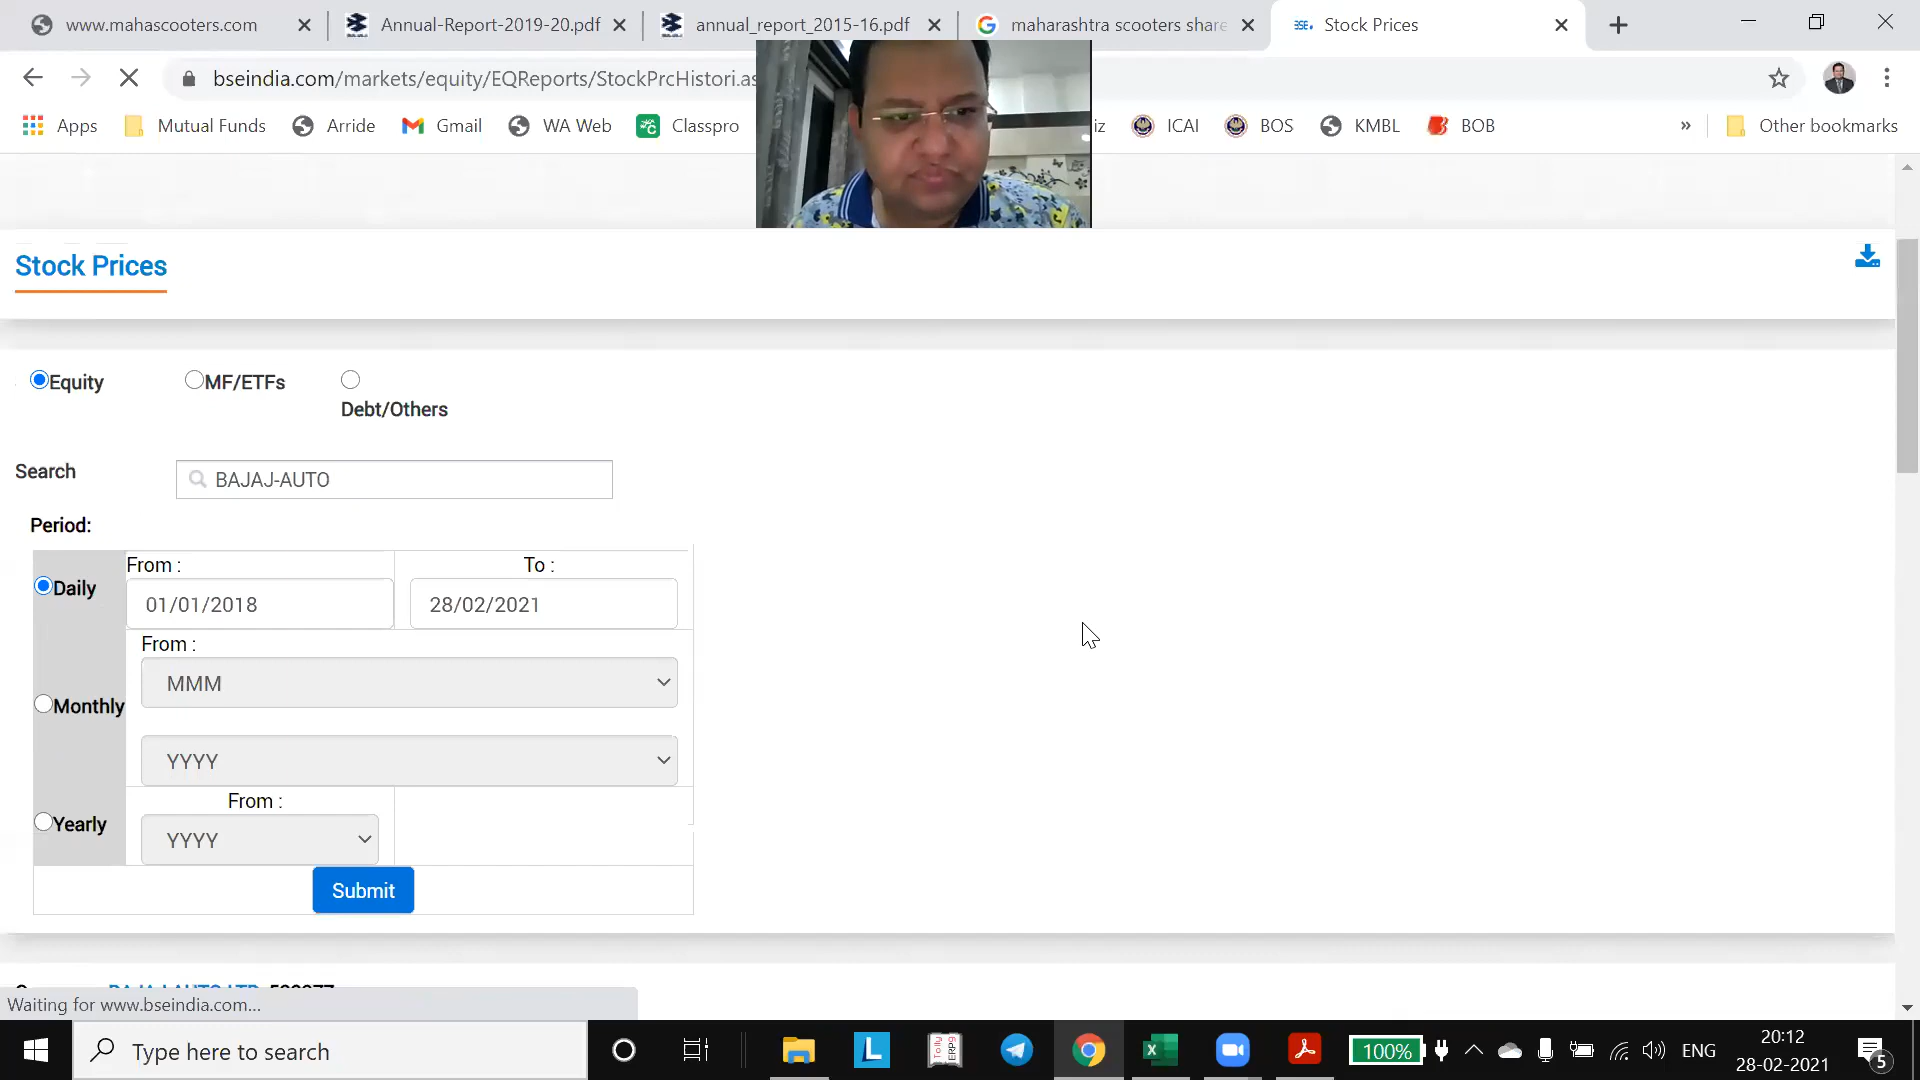 www.mahascooters.com
Annual-Report-2019-20.pdf
annual_report_2015-16.pdf
maharashtra scooters share
Stock Prices
bseindia.com/markets/equity/EQReports/StockPrcHistori.as
Apps
Mutual Funds
Arride
Gmail
WA Web
Classpro
iz
ICAI
BOS
KMBL
BOB
»
Other bookmarks
Stock Prices
Equity
MF/ETFs
Debt/Others
Search
BAJAJ-AUTO
Period:
From :
To :
Daily
01/01/2018
28/02/2021
From :
MMM
Monthly
YYYY
From :
Yearly
YYYY
Submit
Waiting for www.bseindia.com...
Type here to search
100%
ENG
20:12
28-02-2021
5